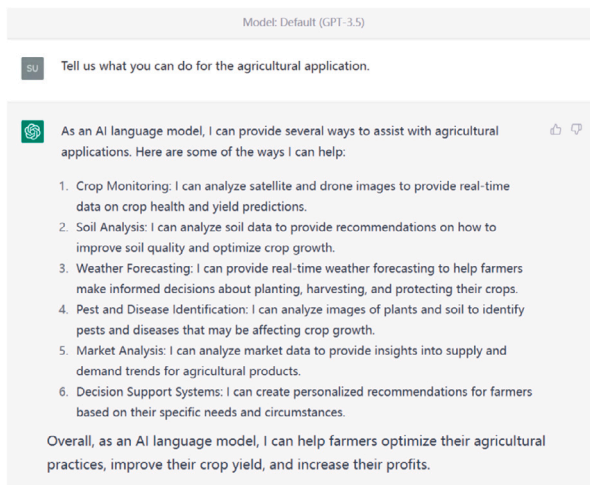 Model: Default (GPT-3.5)
SU
Tell us what you can do for the agricultural application.
As an AI language model, I can provide several ways to assist with agricultural
applications. Here are some of the ways I can help:
1. Crop Monitoring: I can analyze satellite and drone images to provide real-time
data on crop health and yield predictions.
2. Soil Analysis: I can analyze soil data to provide recommendations on how to
improve soil quality and optimize crop growth.
3. Weather Forecasting: I can provide real-time weather forecasting to help farmers
make informed decisions about planting, harvesting, and protecting their crops.
4. Pest and Disease Identification: I can analyze images of plants and soil to identify
pests and diseases that may be affecting crop growth.
5. Market Analysis: I can analyze market data to provide insights into supply and
demand trends for agricultural products.
6. Decision Support Systems: I can create personalized recommendations for farmers
based on their specific needs and circumstances.
Overall, as an AI language model, I can help farmers optimize their agricultural
practices, improve their crop yield, and increase their profits.